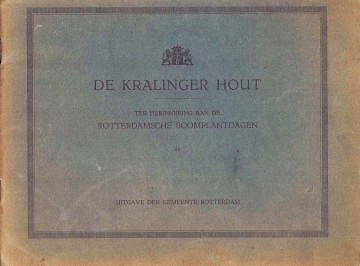 DE KRALINGER HOUT
TER HERINNERING AAN DE
ROTTERDAMSCHE BOOMPLANTDAGEN
UITGAVE DER GEMEENTE ROTTERDAM